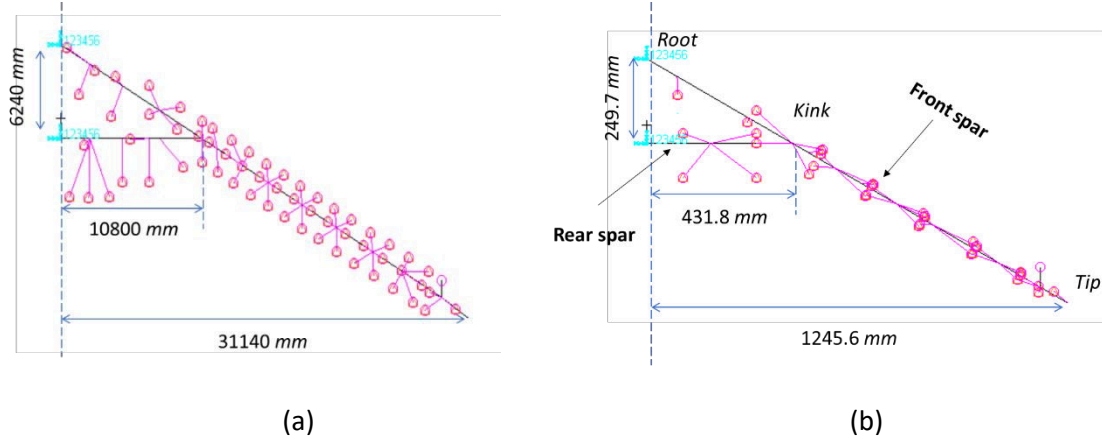 123456
6240 mm
123456
10800 mm
31140 mm
(a)
123456
Root
249.7 mm
123456
Kink
Front spar
431.8 mm
Rear spar
Tip
1245.6 mm
(b)